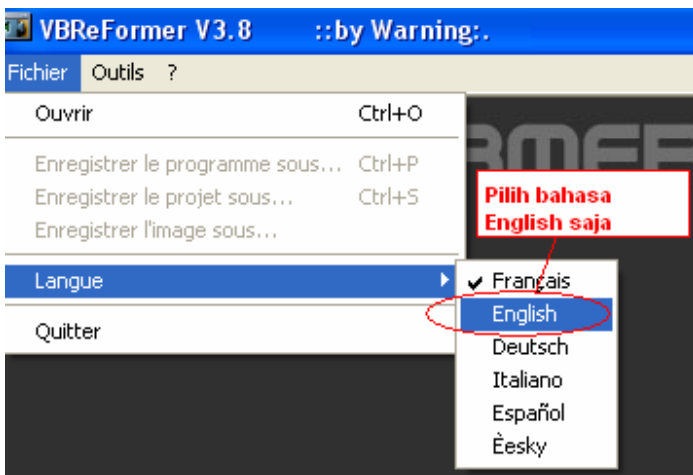 VBReFormer V3.8 ::by Warning:.
Fichier Outils ?
Ouvrir Ctrl+O
Enregistrer le programme sous... Ctrl+P
Enregistrer le projet sous... Ctrl+S
Enregistrer l'image sous...
Langue
Quitter
Pilih bahasa
English saja
Français
English
Deutsch
Italiano
Español
Èesky